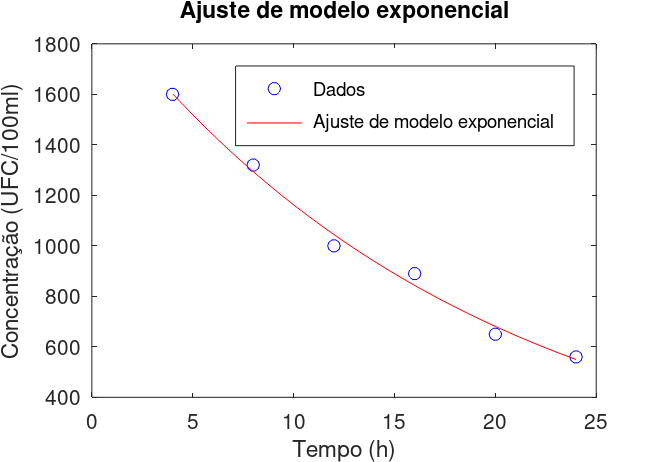 Ajuste de modelo exponencial
1800
1600
1400
1200
1000
800
600
400
Concentração (UFC/100ml)
Dados
Ajuste de modelo exponencial
0 5 10 15 20 25
Tempo (h)